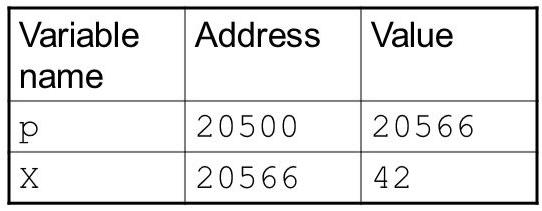 Variable name Address Value
p 20500 20566
X 20566 42